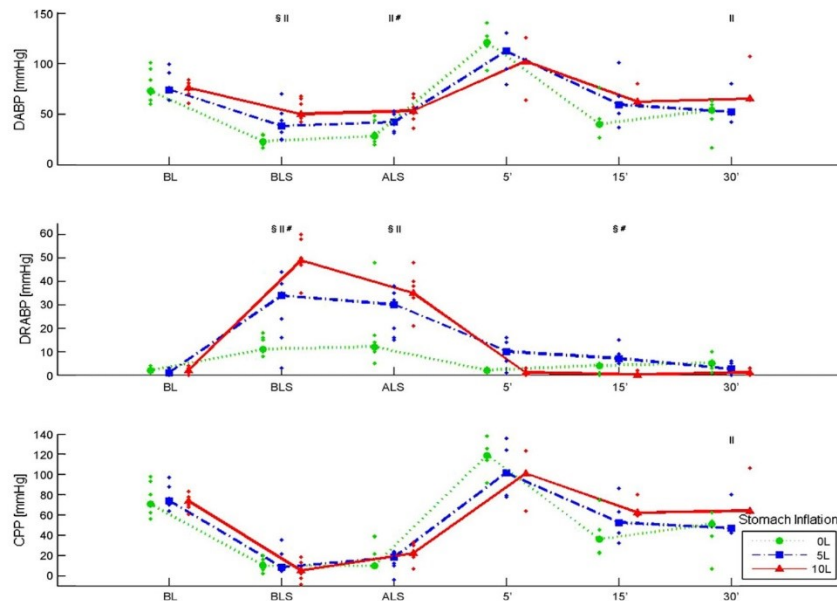 § II II # II
150
100
50
0
DABP [mmHg]
BL BLS ALS 5' 15' 30'
§ II # § II § #
60
50
40
30
20
10
0
DRABP [mmHg]
BL BLS ALS 5' 15' 30'
II
140
120
100
80
60
40
20
0
CPP [mmHg]
BL BLS ALS 5' 15' 30'
Stomach Inflation
0L
5L
10L